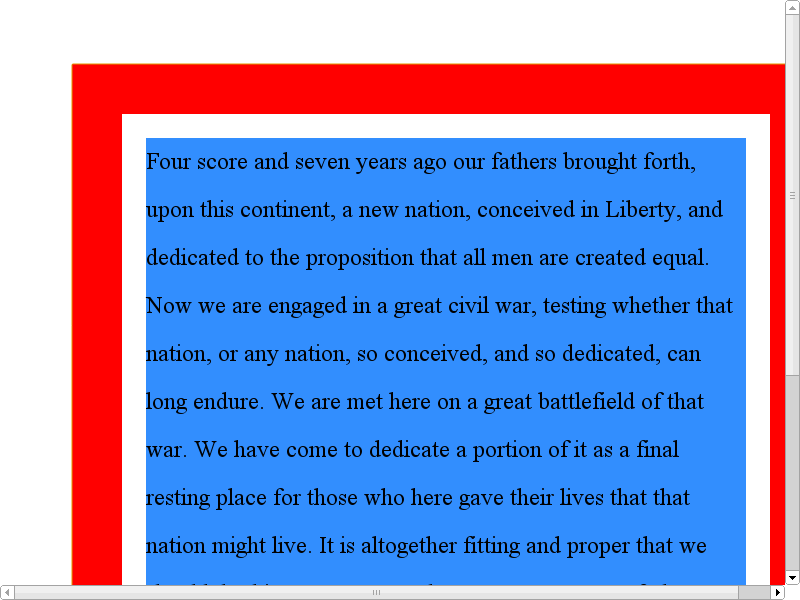 Four score and seven years ago our fathers brought forth,
upon this continent, a new nation, conceived in Liberty, and
dedicated to the proposition that all men are created equal.
Now we are engaged in a great civil war, testing whether that
nation, or any nation, so conceived, and so dedicated, can
long endure. We are met here on a great battlefield of that
war. We have come to dedicate a portion of it as a final
resting place for those who here gave their lives that that
nation might live. It is altogether fitting and proper that we